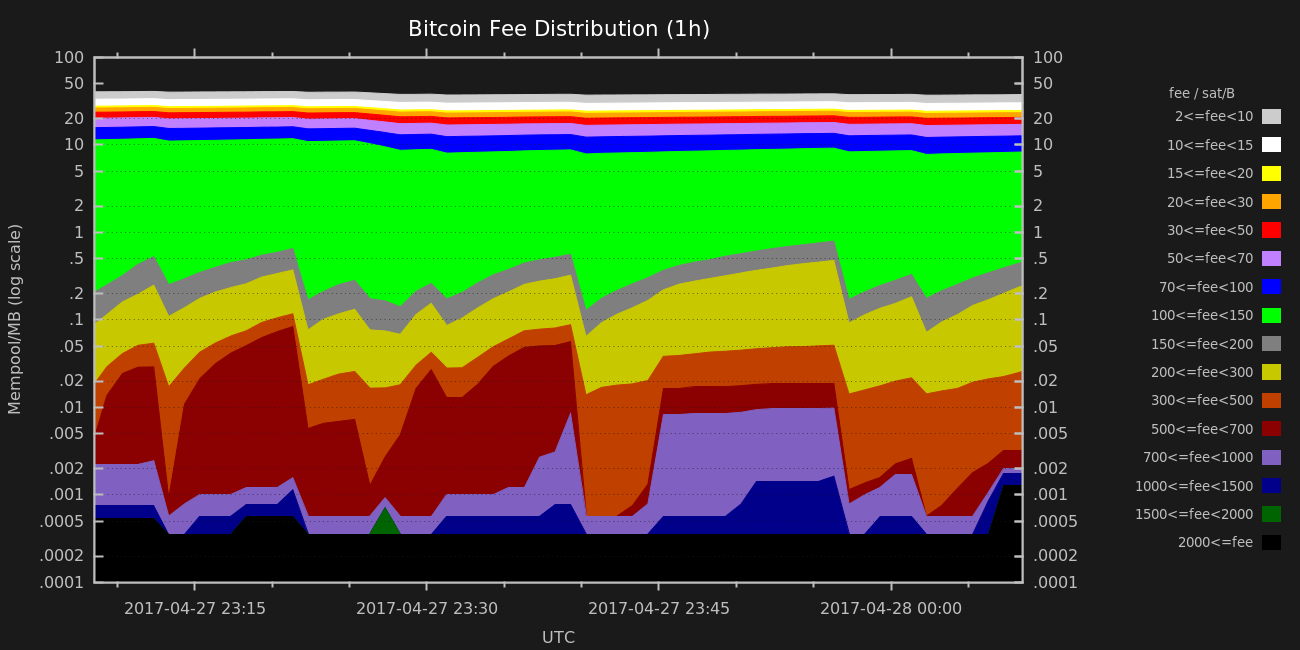 Bitcoin Fee Distribution (1h)
Mempool/MB (log scale)
100
50
20
10
5
2
1
.5
.2
.1
.05
.02
.01
.005
.002
.001
.0005
.0002
.0001
100
50
20
10
5
2
1
.5
.2
.1
.05
.02
.01
.005
.002
.001
.0005
.0002
.0001
fee / sat/B
2<=fee<10
10<=fee<15
15<=fee<20
20<=fee<30
30<=fee<50
50<=fee<70
70<=fee<100
100<=fee<150
150<=fee<200
200<=fee<300
300<=fee<500
500<=fee<700
700<=fee<1000
1000<=fee<1500
1500<=fee<2000
2000<=fee
2017-04-27 23:15 2017-04-27 23:30 2017-04-27 23:45 2017-04-28 00:00
UTC